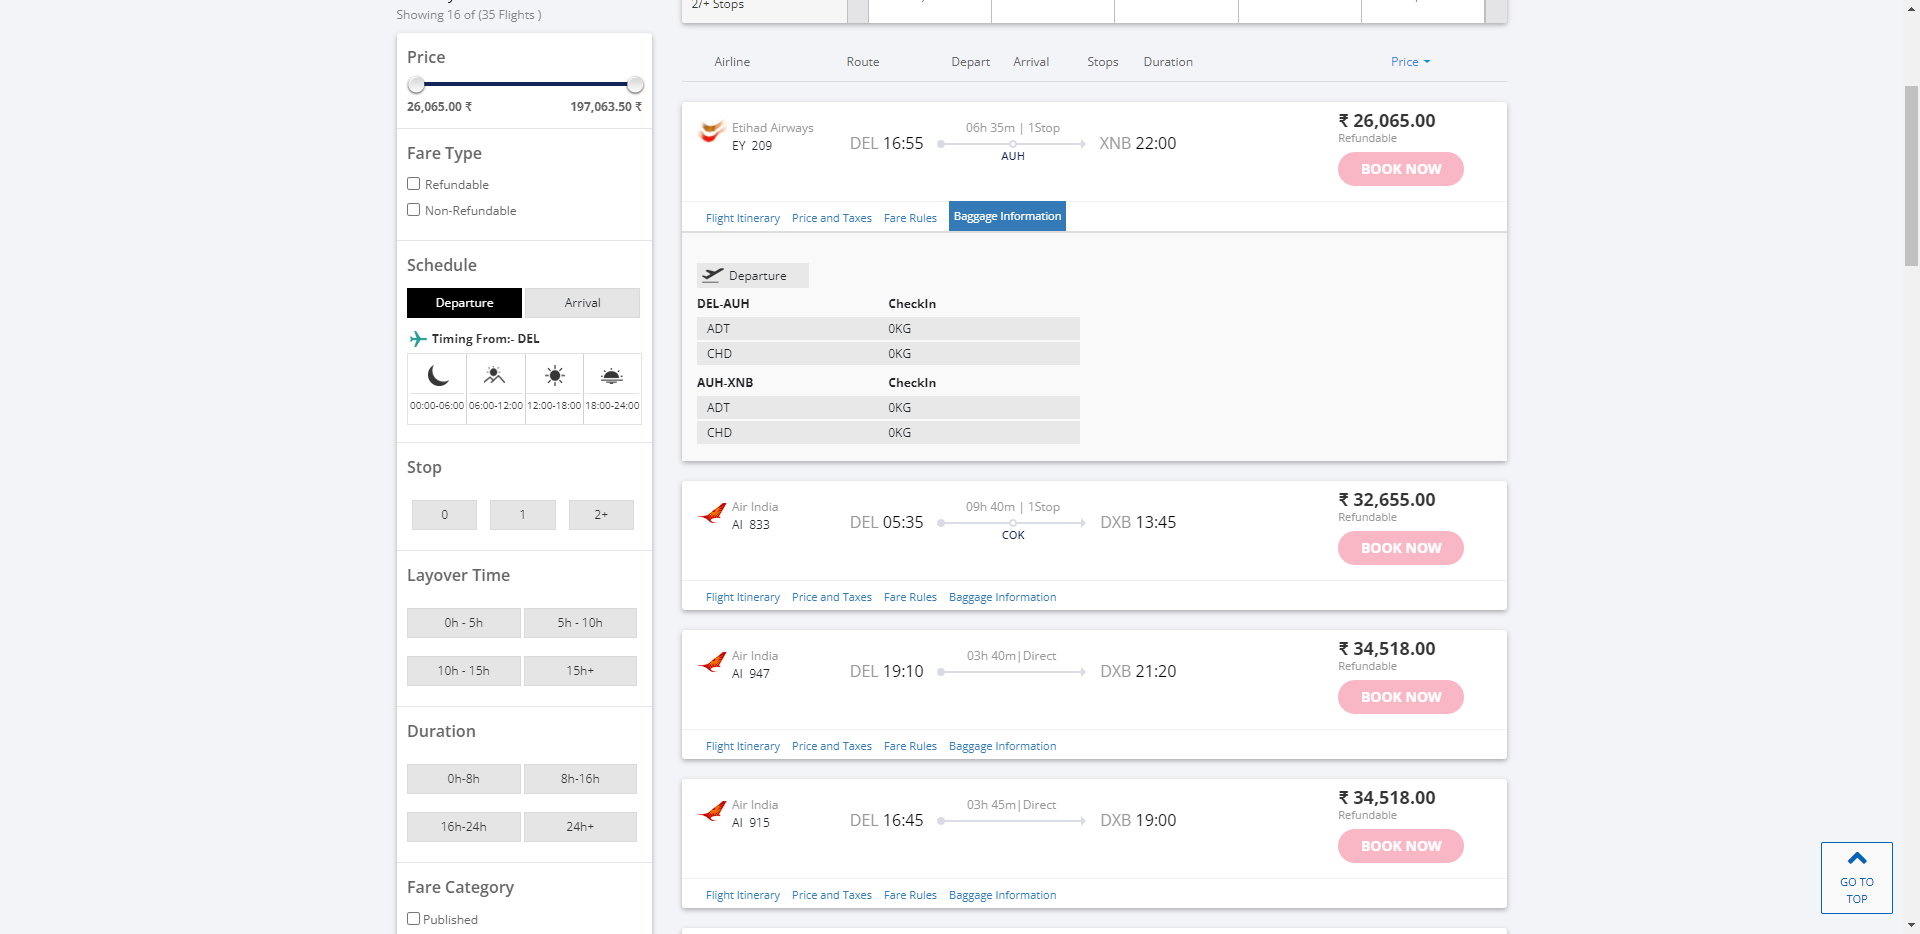 Showing 16 of (35 Flights )
Price
26,065.00 ₹ 197,063.50 ₹
Fare Type
Refundable
Non-Refundable
Schedule
Departure Arrival
Timing From:- DEL
00:00-06:00 06:00-12:00 12:00-18:00 18:00-24:00
Stop
0 1 2+
Layover Time
0h - 5h 5h - 10h
10h - 15h 15h+
Duration
0h-8h 8h-16h
16h-24h 24h+
Fare Category
Published
2/+ Stops
Airline Route Depart Arrival Stops Duration Price
Etihad Airways
EY 209
DEL 16:55
06h 35m | 1Stop
AUH
XNB 22:00
₹ 26,065.00
Refundable
BOOK NOW
Flight Itinerary Price and Taxes Fare Rules Baggage Information
Departure
DEL-AUH CheckIn
ADT 0KG
CHD 0KG
AUH-XNB CheckIn
ADT 0KG
CHD 0KG
Air India
AI 833
DEL 05:35
09h 40m | 1Stop
COK
DXB 13:45
₹ 32,655.00
Refundable
BOOK NOW
Flight Itinerary Price and Taxes Fare Rules Baggage Information
Air India
AI 947
DEL 19:10
03h 40m|Direct
DXB 21:20
₹ 34,518.00
Refundable
BOOK NOW
Flight Itinerary Price and Taxes Fare Rules Baggage Information
Air India
AI 915
DEL 16:45
03h 45m|Direct
DXB 19:00
₹ 34,518.00
Refundable
BOOK NOW
Flight Itinerary Price and Taxes Fare Rules Baggage Information
GO TO
TOP